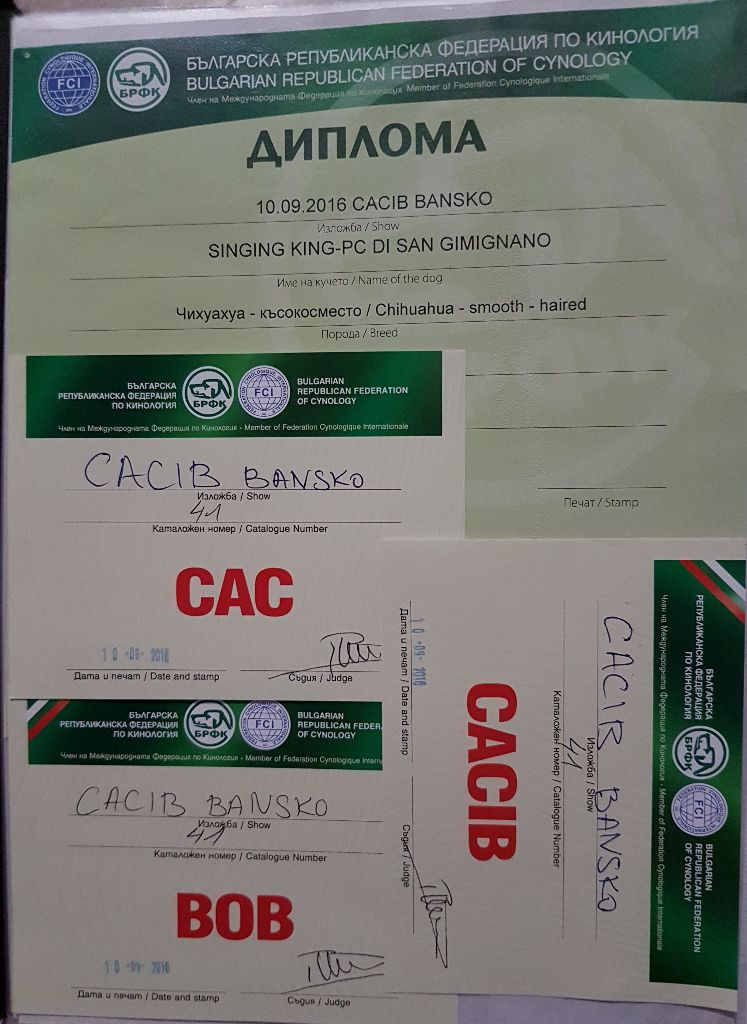 БЪЛГАРСКА РЕПУБЛИКАНСКА ФЕДЕРАЦИЯ ПО КИНОЛОГИЯ
BULGARIAN REPUBLICAN FEDERATION OF CYNOLOGY
Член на Международната Федерация по Кинология Member of Federation Cynologique Internationale
FCI
БРФК
ДИПЛОМА
10.09.2016 CACIB BANSKO
Изложба / Show
SINGING KING-PC DI SAN GIMIGNANO
Име на кучето / Name of the dog
Чихуахуа - късокосместо / Chihuahua - smooth - haired
Порода / Breed
Печат / Stamp
БЪЛГАРСКА
РЕПУБЛИКАНСКА ФЕДЕРАЦИЯ
ПО КИНОЛОГИЯ
БРФК
FCI
BULGARIAN
REPUBLICAN FEDERATION
OF CYNOLOGY
Член на Международната Федерация по Кинология - Member of Federation Cynologique Internationale
CACIB BANSKO
Изложба / Show
41
Каталожен номер / Catalogue Number
CAC
10 -09- 2016
Дата и печат / Date and stamp
Съдия / Judge
БЪЛГАРСКА
РЕПУБЛИКАНСКА ФЕДЕРАЦИЯ
ПО КИНОЛОГИЯ
БРФК
FCI
BULGARIAN
REPUBLICAN FEDER
OF CYNOLOGY
Член на Международната Федерация по Кинология - Member of Federation Cynologique Intern
CACIB BANSKO
Изложба / Show
41
Каталожен номер / Catalogue Number
BOB
10 -09- 2016
Дата и печат / Date and stamp
Съдия / Judge
БЪЛГАРСКА
РЕПУБЛИКАНСКА ФЕДЕРАЦИЯ
ПО КИНОЛОГИЯ
БРФК
FCI
BULGARIAN
REPUBLICAN FEDERATION
OF CYNOLOGY
Член на Международната Федерация по Кинология - Member of Federation Cynologique Internationale
CACIB BANSKO
Изложба / Show
41
Каталожен номер / Catalogue Number
CACIB
10 -09- 2016
Дата и печат / Date and stamp
Съдия / Judge